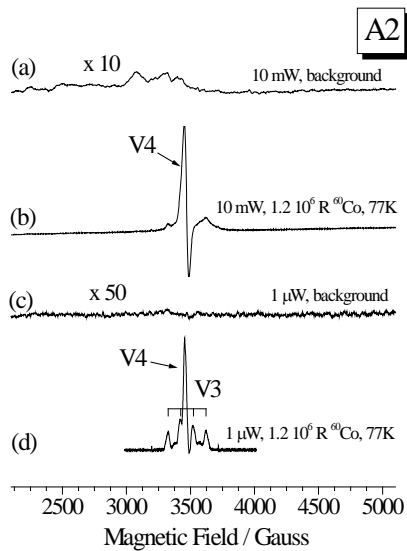 A2
(a) x 10
10 mW, background
V4
(b) 10 mW, 1.2 10⁶ R ⁶⁰Co, 77K
(c) x 50 1 μW, background
V4
V3
(d) 1 μW, 1.2 10⁶ R ⁶⁰Co, 77K
2500 3000 3500 4000 4500 5000
Magnetic Field / Gauss